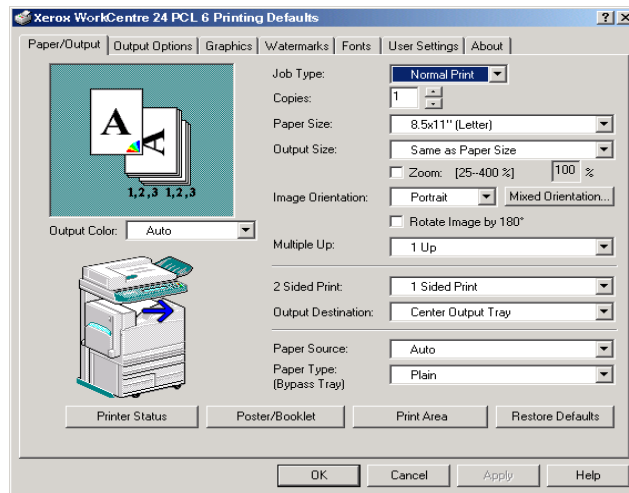 Xerox WorkCentre 24 PCL 6 Printing Defaults
Paper/Output
Output Options
Graphics
Watermarks
Fonts
User Settings
About
A
A
1,2,3 1,2,3
Output Color: Auto
Job Type: Normal Print
Copies: 1
Paper Size: 8.5x11" (Letter)
Output Size: Same as Paper Size
Zoom: [25--400 %] 100 %
Image Orientation: Portrait Mixed Orientation...
Rotate Image by 180°
Multiple Up: 1 Up
2 Sided Print: 1 Sided Print
Output Destination: Center Output Tray
Paper Source: Auto
Paper Type: Plain
(Bypass Tray)
Printer Status
Poster/Booklet
Print Area
Restore Defaults
OK
Cancel
Apply
Help